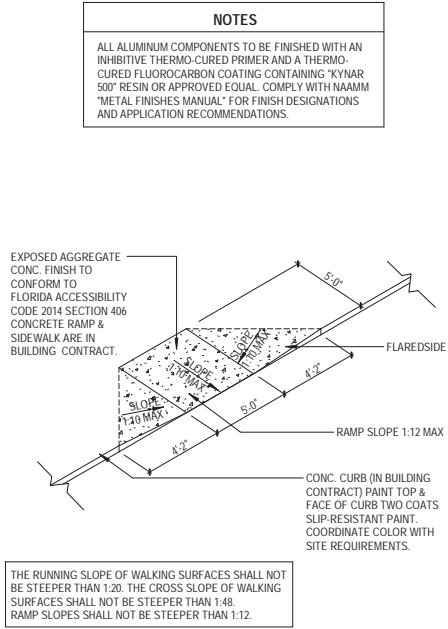 NOTES
ALL ALUMINUM COMPONENTS TO BE FINISHED WITH AN
INHIBITIVE THERMO-CURED PRIMER AND A THERMO-
CURED FLUOROCARBON COATING CONTAINING "KYNAR
500" RESIN OR APPROVED EQUAL. COMPLY WITH NAAMM
"METAL FINISHES MANUAL" FOR FINISH DESIGNATIONS
AND APPLICATION RECOMMENDATIONS.
EXPOSED AGGREGATE
CONC. FINISH TO
CONFORM TO
FLORIDA ACCESSIBILITY
CODE 2014 SECTION 406
CONCRETE RAMP &
SIDEWALK ARE IN
BUILDING CONTRACT.
5'-0"
SLOPE
1:10 MAX
FLAREDSIDE
SLOPE
1:10 MAX
4'-2"
SLOPE
1:10 MAX
5'-0"
RAMP SLOPE 1:12 MAX
4'-2"
CONC. CURB (IN BUILDING
CONTRACT) PAINT TOP &
FACE OF CURB TWO COATS
SLIP-RESISTANT PAINT.
COORDINATE COLOR WITH
SITE REQUIREMENTS.
THE RUNNING SLOPE OF WALKING SURFACES SHALL NOT
BE STEEPER THAN 1:20. THE CROSS SLOPE OF WALKING
SURFACES SHALL NOT BE STEEPER THAN 1:48.
RAMP SLOPES SHALL NOT BE STEEPER THAN 1:12.